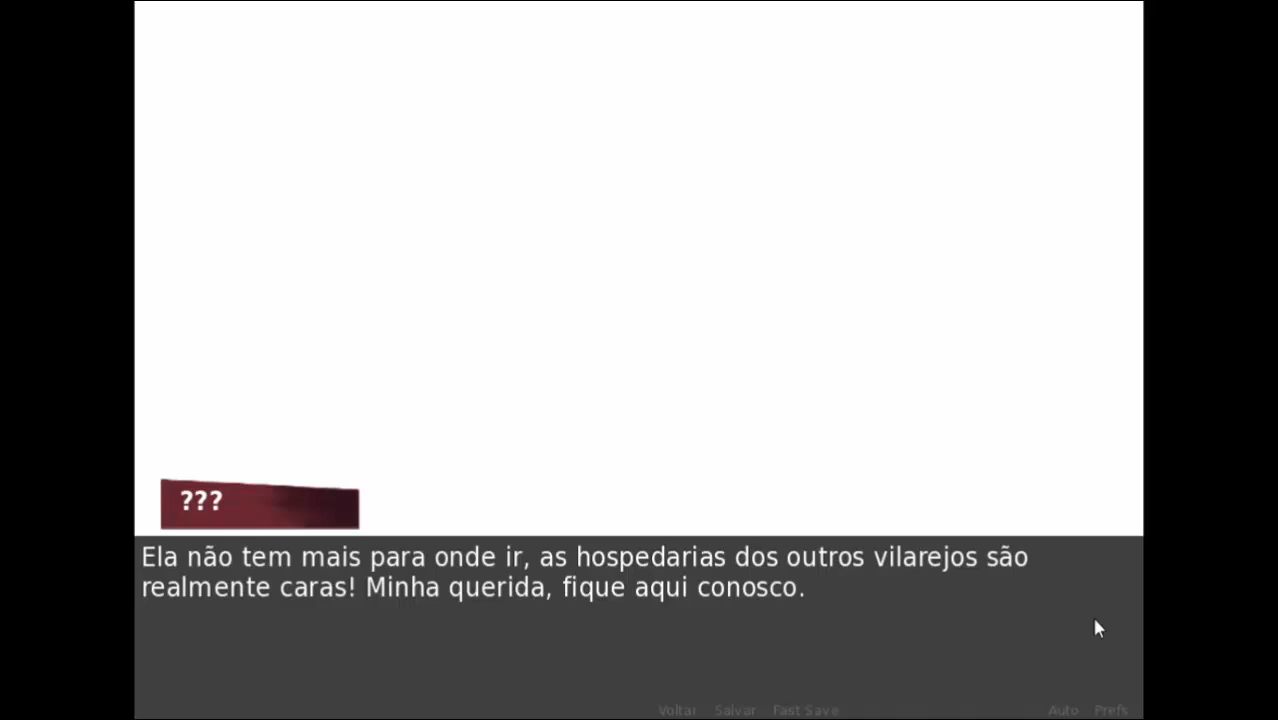 ???
Ela não tem mais para onde ir, as hospedarias dos outros vilarejos são
realmente caras! Minha querida, fique aqui conosco.
Voltar Salvar Fast Save Auto Prefs